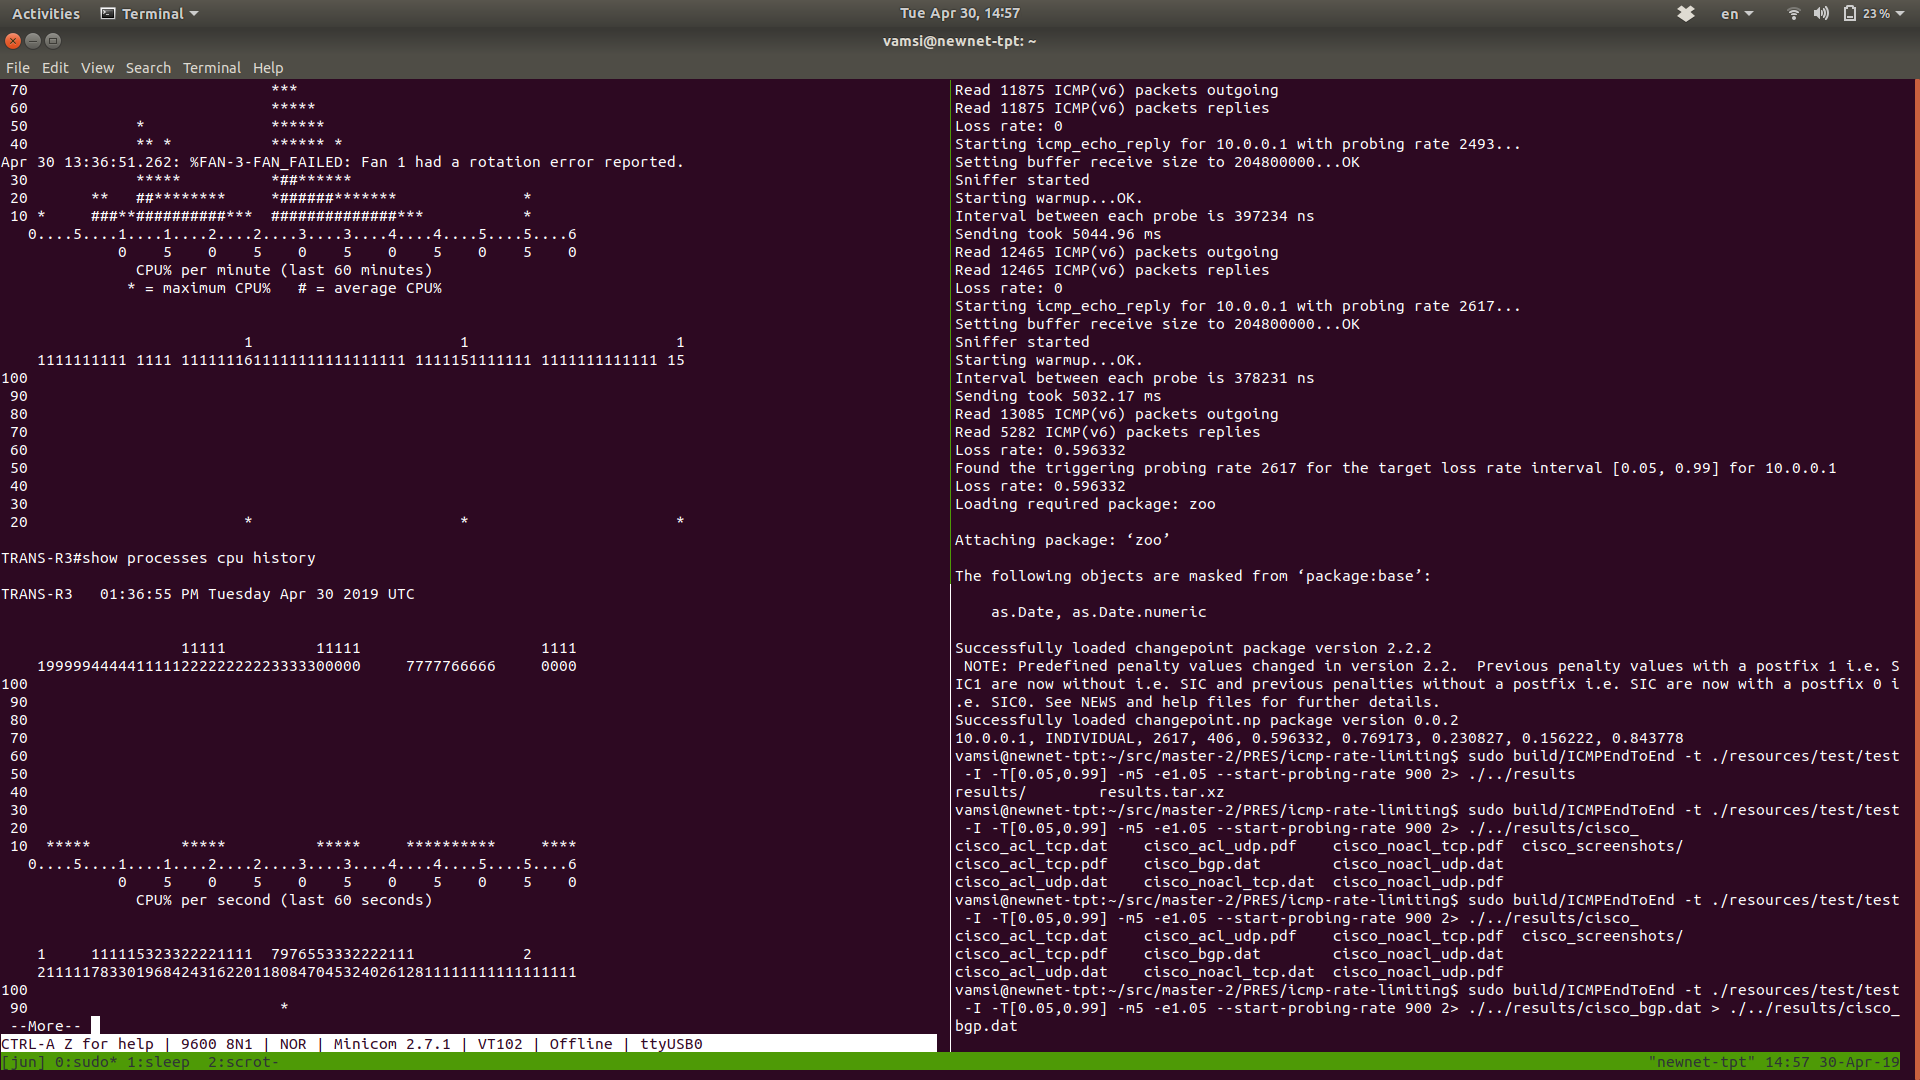 Activities Terminal Tue Apr 30, 14:57 en 23 %
vamsi@newnet-tpt: ~
File Edit View Search Terminal Help
 70                           ***
 60                           *****
 50            *              ******
 40            ** *           ****** *
Apr 30 13:36:51.262: %FAN-3-FAN_FAILED: Fan 1 had a rotation error reported.
 30            *****          *##******
 20       **   ##********     *######*******              *
 10 *     ###**##########***  ##############***           *
   0....5....1....1....2....2....3....3....4....4....5....5....6
             0    5    0    5    0    5    0    5    0    5    0
               CPU% per minute (last 60 minutes)
              * = maximum CPU%   # = average CPU%
                           1                       1                       1
    1111111111 1111 1111111611111111111111111 1111151111111 1111111111111 15
100
 90
 80
 70
 60
 50
 40
 30
 20                        *                       *                       *
TRANS-R3#show processes cpu history
TRANS-R3   01:36:55 PM Tuesday Apr 30 2019 UTC
                    11111          11111                    1111
    199999444441111122222222223333300000     7777766666     0000
100
 90
 80
 70
 60
 50
 40
 30
 20
 10  *****          *****          *****     **********     ****
   0....5....1....1....2....2....3....3....4....4....5....5....6
             0    5    0    5    0    5    0    5    0    5    0
               CPU% per second (last 60 seconds)
    1     111115323322221111  7976553332222111            2
    211111783301968424316220118084704532402612811111111111111111
100
 90                            *
 --More--
CTRL-A Z for help | 9600 8N1 | NOR | Minicom 2.7.1 | VT102 | Offline | ttyUSB0
Read 11875 ICMP(v6) packets outgoing
Read 11875 ICMP(v6) packets replies
Loss rate: 0
Starting icmp_echo_reply for 10.0.0.1 with probing rate 2493...
Setting buffer receive size to 204800000...OK
Sniffer started
Starting warmup...OK.
Interval between each probe is 397234 ns
Sending took 5044.96 ms
Read 12465 ICMP(v6) packets outgoing
Read 12465 ICMP(v6) packets replies
Loss rate: 0
Starting icmp_echo_reply for 10.0.0.1 with probing rate 2617...
Setting buffer receive size to 204800000...OK
Sniffer started
Starting warmup...OK.
Interval between each probe is 378231 ns
Sending took 5032.17 ms
Read 13085 ICMP(v6) packets outgoing
Read 5282 ICMP(v6) packets replies
Loss rate: 0.596332
Found the triggering probing rate 2617 for the target loss rate interval [0.05, 0.99] for 10.0.0.1
Loss rate: 0.596332
Loading required package: zoo
Attaching package: ‘zoo’
The following objects are masked from ‘package:base’:
    as.Date, as.Date.numeric
Successfully loaded changepoint package version 2.2.2
 NOTE: Predefined penalty values changed in version 2.2.  Previous penalty values with a postfix 1 i.e. S
IC1 are now without i.e. SIC and previous penalties without a postfix i.e. SIC are now with a postfix 0 i
.e. SIC0. See NEWS and help files for further details.
Successfully loaded changepoint.np package version 0.0.2
10.0.0.1, INDIVIDUAL, 2617, 406, 0.596332, 0.769173, 0.230827, 0.156222, 0.843778
vamsi@newnet-tpt:~/src/master-2/PRES/icmp-rate-limiting$ sudo build/ICMPEndToEnd -t ./resources/test/test
 -I -T[0.05,0.99] -m5 -e1.05 --start-probing-rate 900 2> ./../results
results/        results.tar.xz
vamsi@newnet-tpt:~/src/master-2/PRES/icmp-rate-limiting$ sudo build/ICMPEndToEnd -t ./resources/test/test
 -I -T[0.05,0.99] -m5 -e1.05 --start-probing-rate 900 2> ./../results/cisco_
cisco_acl_tcp.dat    cisco_acl_udp.pdf    cisco_noacl_tcp.pdf  cisco_screenshots/
cisco_acl_tcp.pdf    cisco_bgp.dat        cisco_noacl_udp.dat
cisco_acl_udp.dat    cisco_noacl_tcp.dat  cisco_noacl_udp.pdf
vamsi@newnet-tpt:~/src/master-2/PRES/icmp-rate-limiting$ sudo build/ICMPEndToEnd -t ./resources/test/test
 -I -T[0.05,0.99] -m5 -e1.05 --start-probing-rate 900 2> ./../results/cisco_
cisco_acl_tcp.dat    cisco_acl_udp.pdf    cisco_noacl_tcp.pdf  cisco_screenshots/
cisco_acl_tcp.pdf    cisco_bgp.dat        cisco_noacl_udp.dat
cisco_acl_udp.dat    cisco_noacl_tcp.dat  cisco_noacl_udp.pdf
vamsi@newnet-tpt:~/src/master-2/PRES/icmp-rate-limiting$ sudo build/ICMPEndToEnd -t ./resources/test/test
 -I -T[0.05,0.99] -m5 -e1.05 --start-probing-rate 900 2> ./../results/cisco_bgp.dat > ./../results/cisco_
bgp.dat
[jun] 0:sudo* 1:sleep  2:scrot- "newnet-tpt" 14:57 30-Apr-19